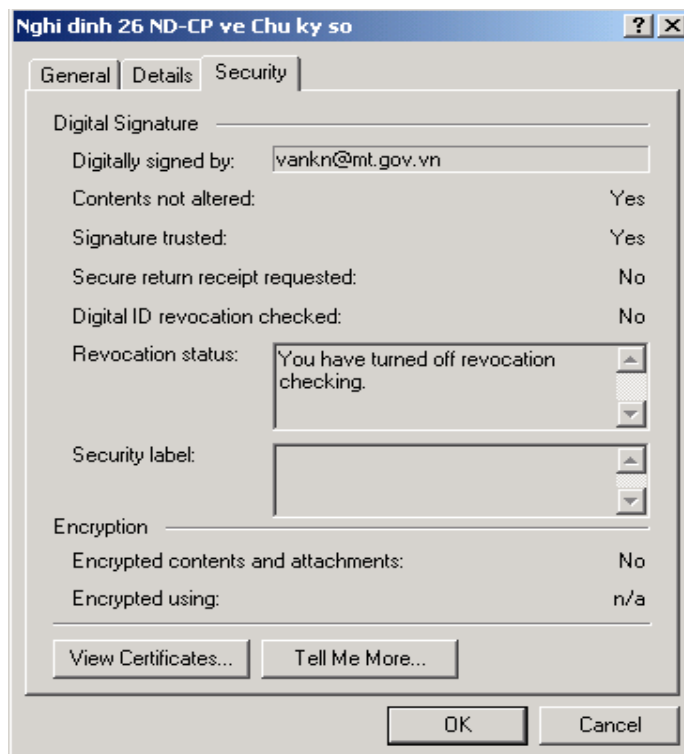 Nghi dinh 26 ND-CP ve Chu ky so
General Details Security
Digital Signature
Digitally signed by: vankn@mt.gov.vn
Contents not altered: Yes
Signature trusted: Yes
Secure return receipt requested: No
Digital ID revocation checked: No
Revocation status: You have turned off revocation
checking.
Security label:
Encryption
Encrypted contents and attachments: No
Encrypted using: n/a
View Certificates... Tell Me More...
OK Cancel